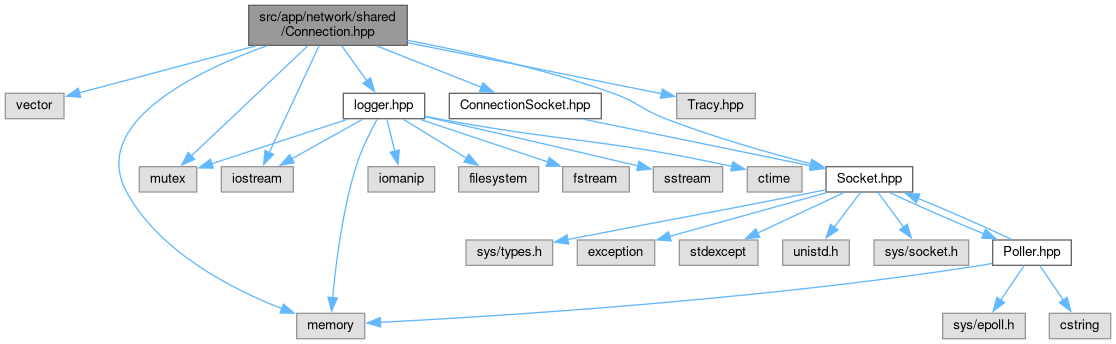 src/app/network/shared
/Connection.hpp
vector
logger.hpp
ConnectionSocket.hpp
Tracy.hpp
mutex
iostream
iomanip
filesystem
fstream
sstream
ctime
Socket.hpp
sys/types.h
exception
stdexcept
unistd.h
sys/socket.h
Poller.hpp
memory
sys/epoll.h
cstring